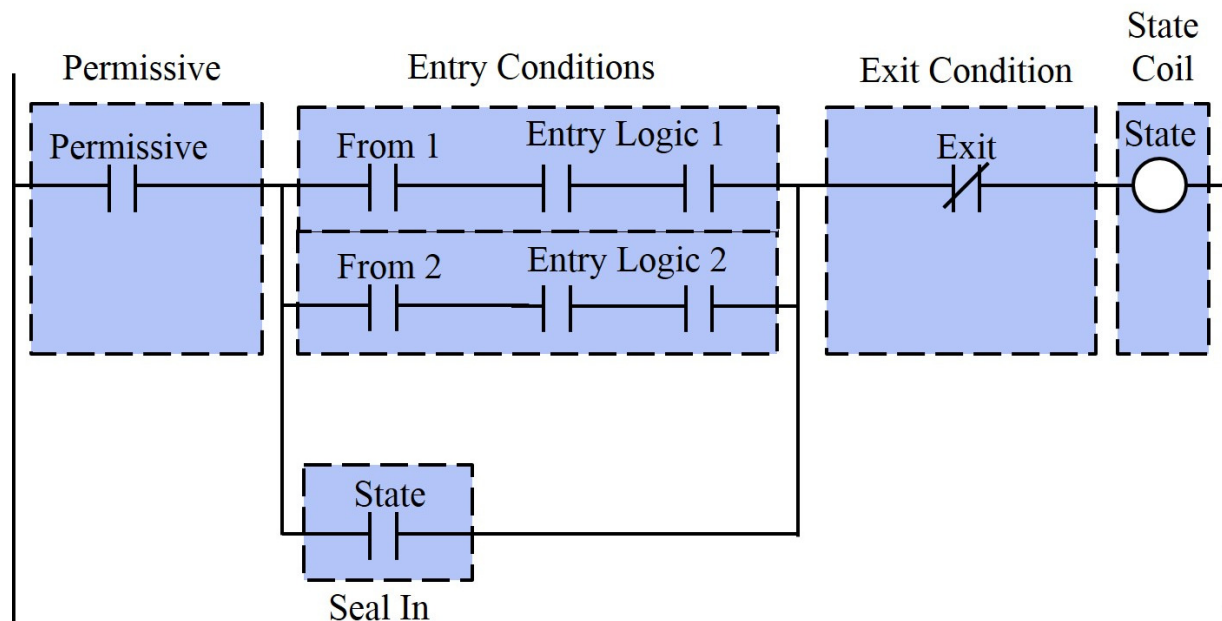 Permissive
Entry Conditions
Exit Condition
State
Coil
Permissive
From 1
Entry Logic 1
Exit
State
From 2
Entry Logic 2
State
Seal In